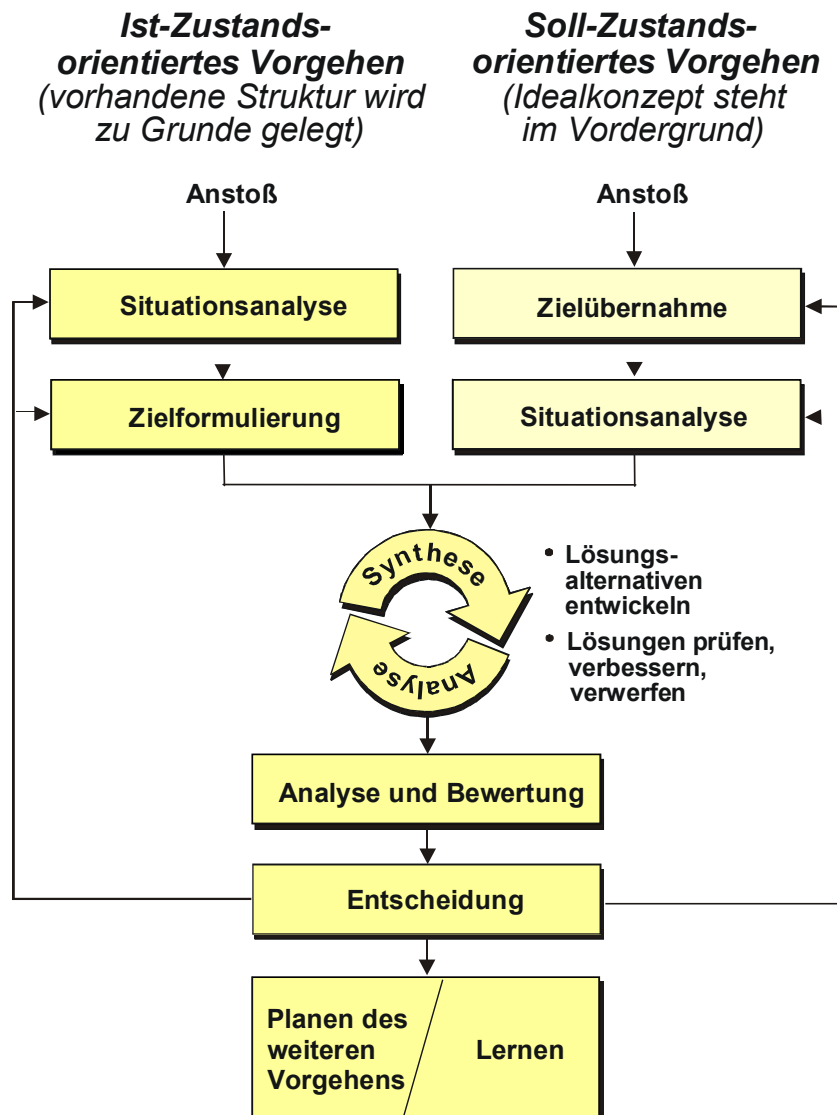 Ist-Zustands-
orientiertes Vorgehen
(vorhandene Struktur wird
zu Grunde gelegt)
Soll-Zustands-
orientiertes Vorgehen
(Idealkonzept steht
im Vordergrund)
Anstoß
Anstoß
Situationsanalyse
Zielübernahme
Zielformulierung
Situationsanalyse
Synthese
Analyse
• Lösungs-
alternativen
entwickeln
• Lösungen prüfen,
verbessern,
verwerfen
Analyse und Bewertung
Entscheidung
Planen des
weiteren
Vorgehens
Lernen